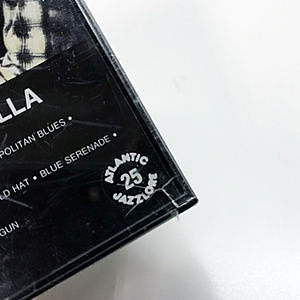 LLA
POLITAN BLUES •
LD HAT • BLUE SERENADE •
GUN
ATLANTIC
25
JAZZLORE